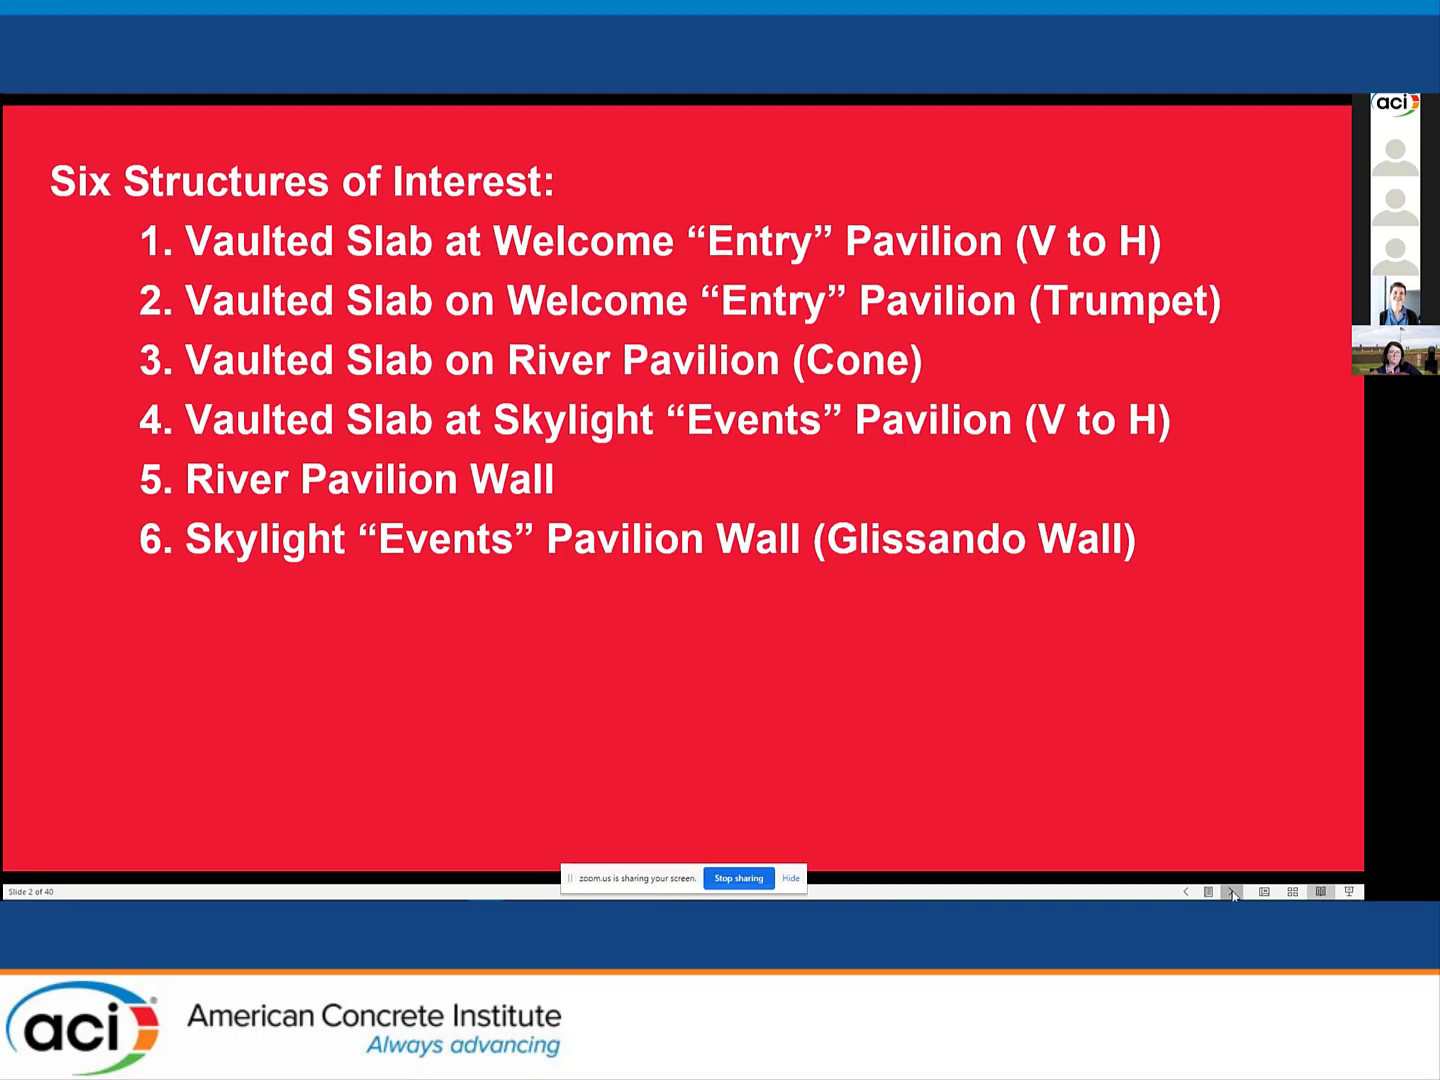 aci
Six Structures of Interest:
1. Vaulted Slab at Welcome “Entry” Pavilion (V to H)
2. Vaulted Slab on Welcome “Entry” Pavilion (Trumpet)
3. Vaulted Slab on River Pavilion (Cone)
4. Vaulted Slab at Skylight “Events” Pavilion (V to H)
5. River Pavilion Wall
6. Skylight “Events” Pavilion Wall (Glissando Wall)
zoom.us is sharing your screen. Stop sharing Hide
Slide 2 of 40
aci® American Concrete Institute
Always advancing